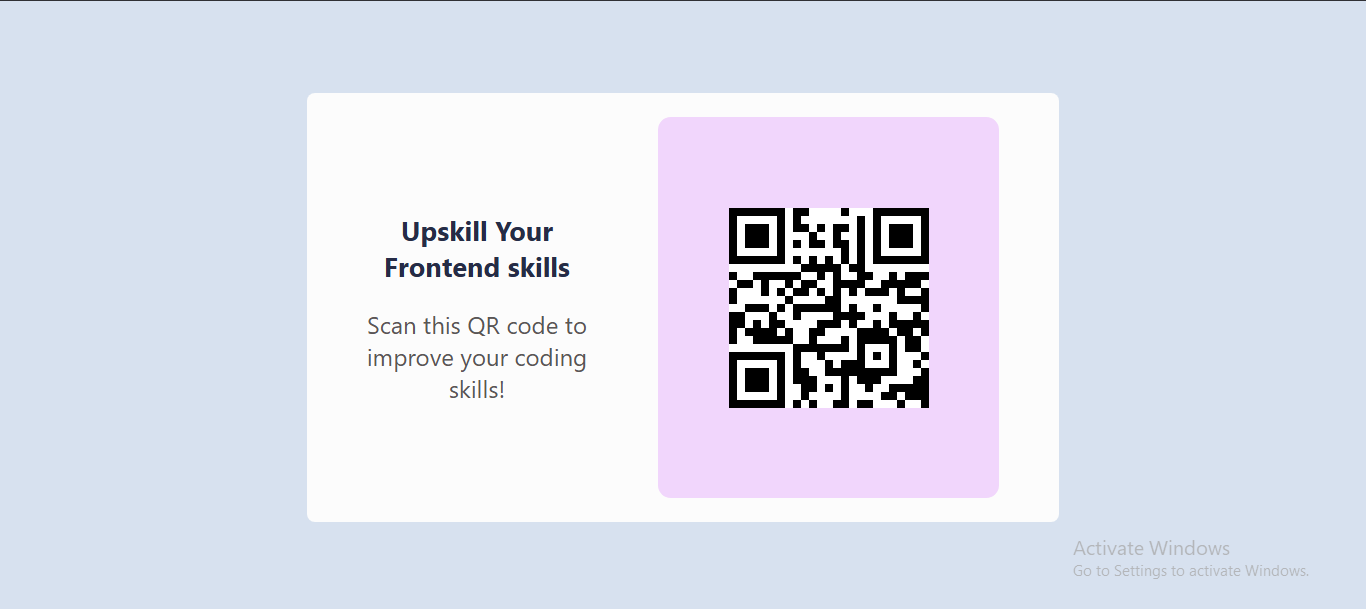 Upskill Your
Frontend skills
Scan this QR code to
improve your coding
skills!
Activate Windows
Go to Settings to activate Windows.